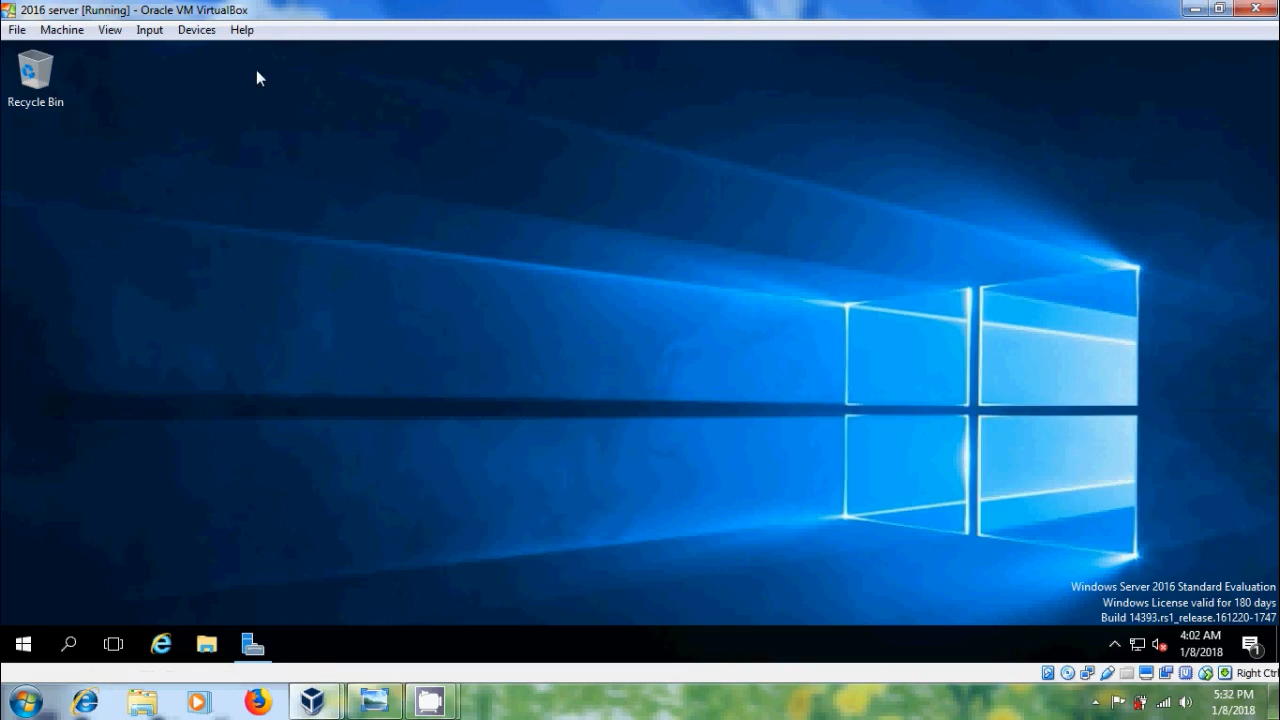 2016 server [Running] - Oracle VM VirtualBox
File Machine View Input Devices Help
Recycle Bin
Windows Server 2016 Standard Evaluation
Windows License valid for 180 days
Build 14393.rs1_release.161220-1747
4:02 AM
1/8/2018
1
Right Ctrl
5:32 PM
1/8/2018